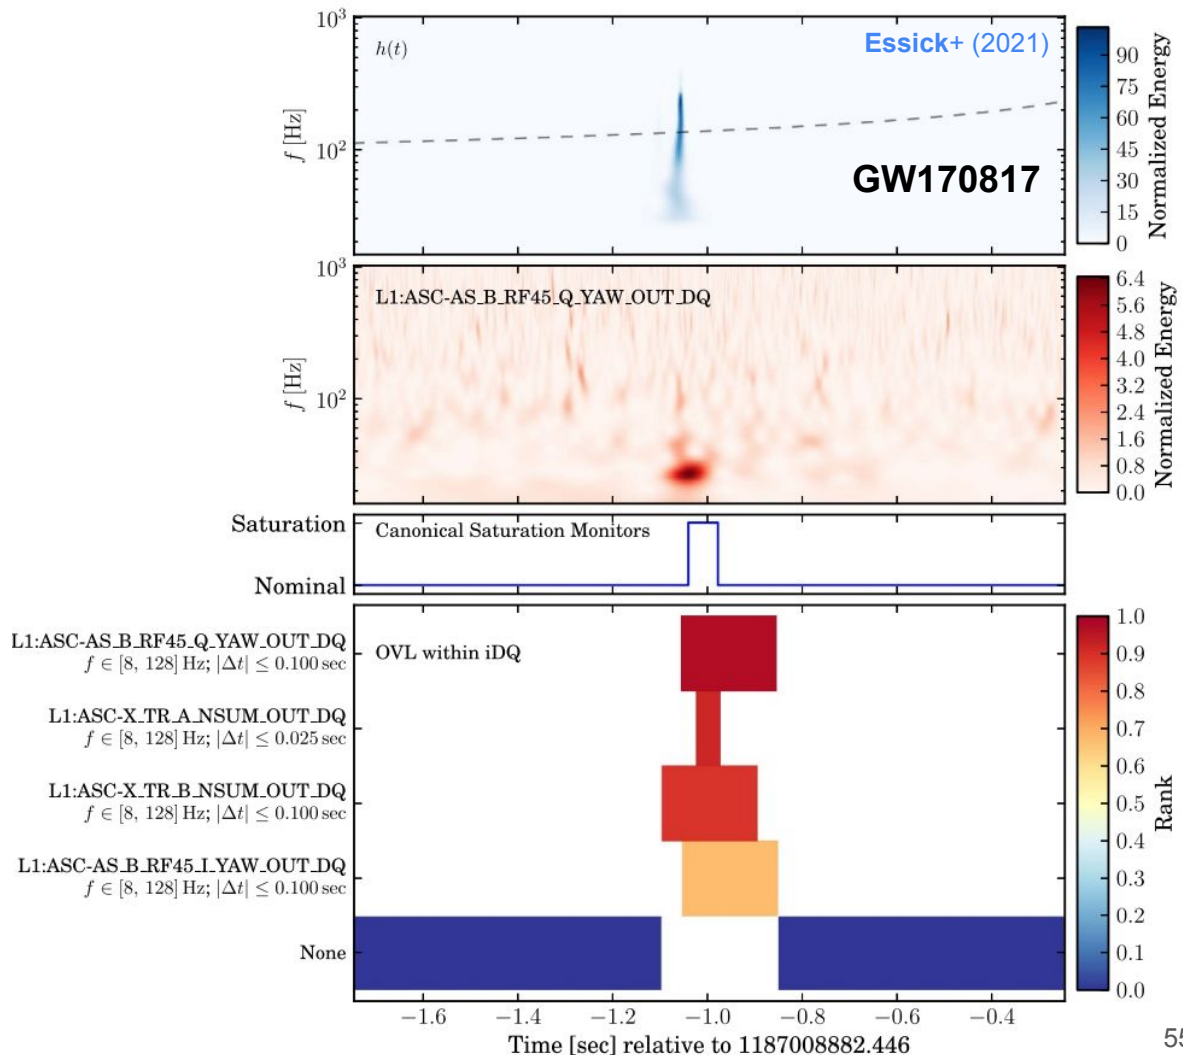 10³
h(t)
Essick+ (2021)
f [Hz]
10²
GW170817
90
75
60
45
30
15
0
Normalized Energy
10³
L1:ASC-AS_B_RF45_Q_YAW_OUT_DQ
f [Hz]
10²
6.4
5.6
4.8
4.0
3.2
2.4
1.6
0.8
0.0
Normalized Energy
Saturation
Canonical Saturation Monitors
Nominal
L1:ASC-AS_B_RF45_Q_YAW_OUT_DQ
f ∈ [8, 128] Hz; |Δt| ≤ 0.100 sec
OVL within iDQ
L1:ASC-X_TR_A_NSUM_OUT_DQ
f ∈ [8, 128] Hz; |Δt| ≤ 0.025 sec
L1:ASC-X_TR_B_NSUM_OUT_DQ
f ∈ [8, 128] Hz; |Δt| ≤ 0.100 sec
L1:ASC-AS_B_RF45_I_YAW_OUT_DQ
f ∈ [8, 128] Hz; |Δt| ≤ 0.100 sec
None
1.0
0.9
0.8
0.7
0.6
0.5
0.4
0.3
0.2
0.1
0.0
Rank
−1.6 −1.4 −1.2 −1.0 −0.8 −0.6 −0.4
Time [sec] relative to 1187008882.446
55